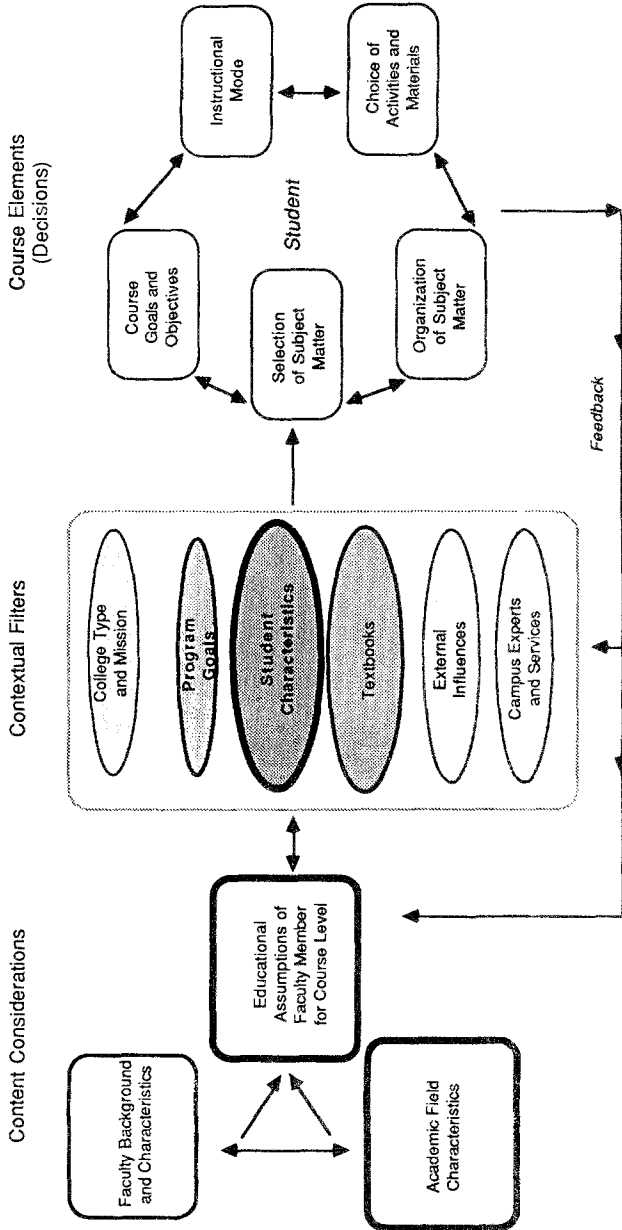 Content Considerations
Faculty Background
and Characteristics
Educational
Assumptions of
Faculty Member
for Course Level
Academic Field
Characteristics
Contextual Filters
College Type
and Mission
Program
Goals
Student
Characteristics
Textbooks
External
Influences
Campus Experts
and Services
Course Elements
(Decisions)
Course
Goals and
Objectives
Instructional
Mode
Selection
of Subject
Matter
Student
Organization
of Subject
Matter
Choice of
Activities and
Materials
Feedback